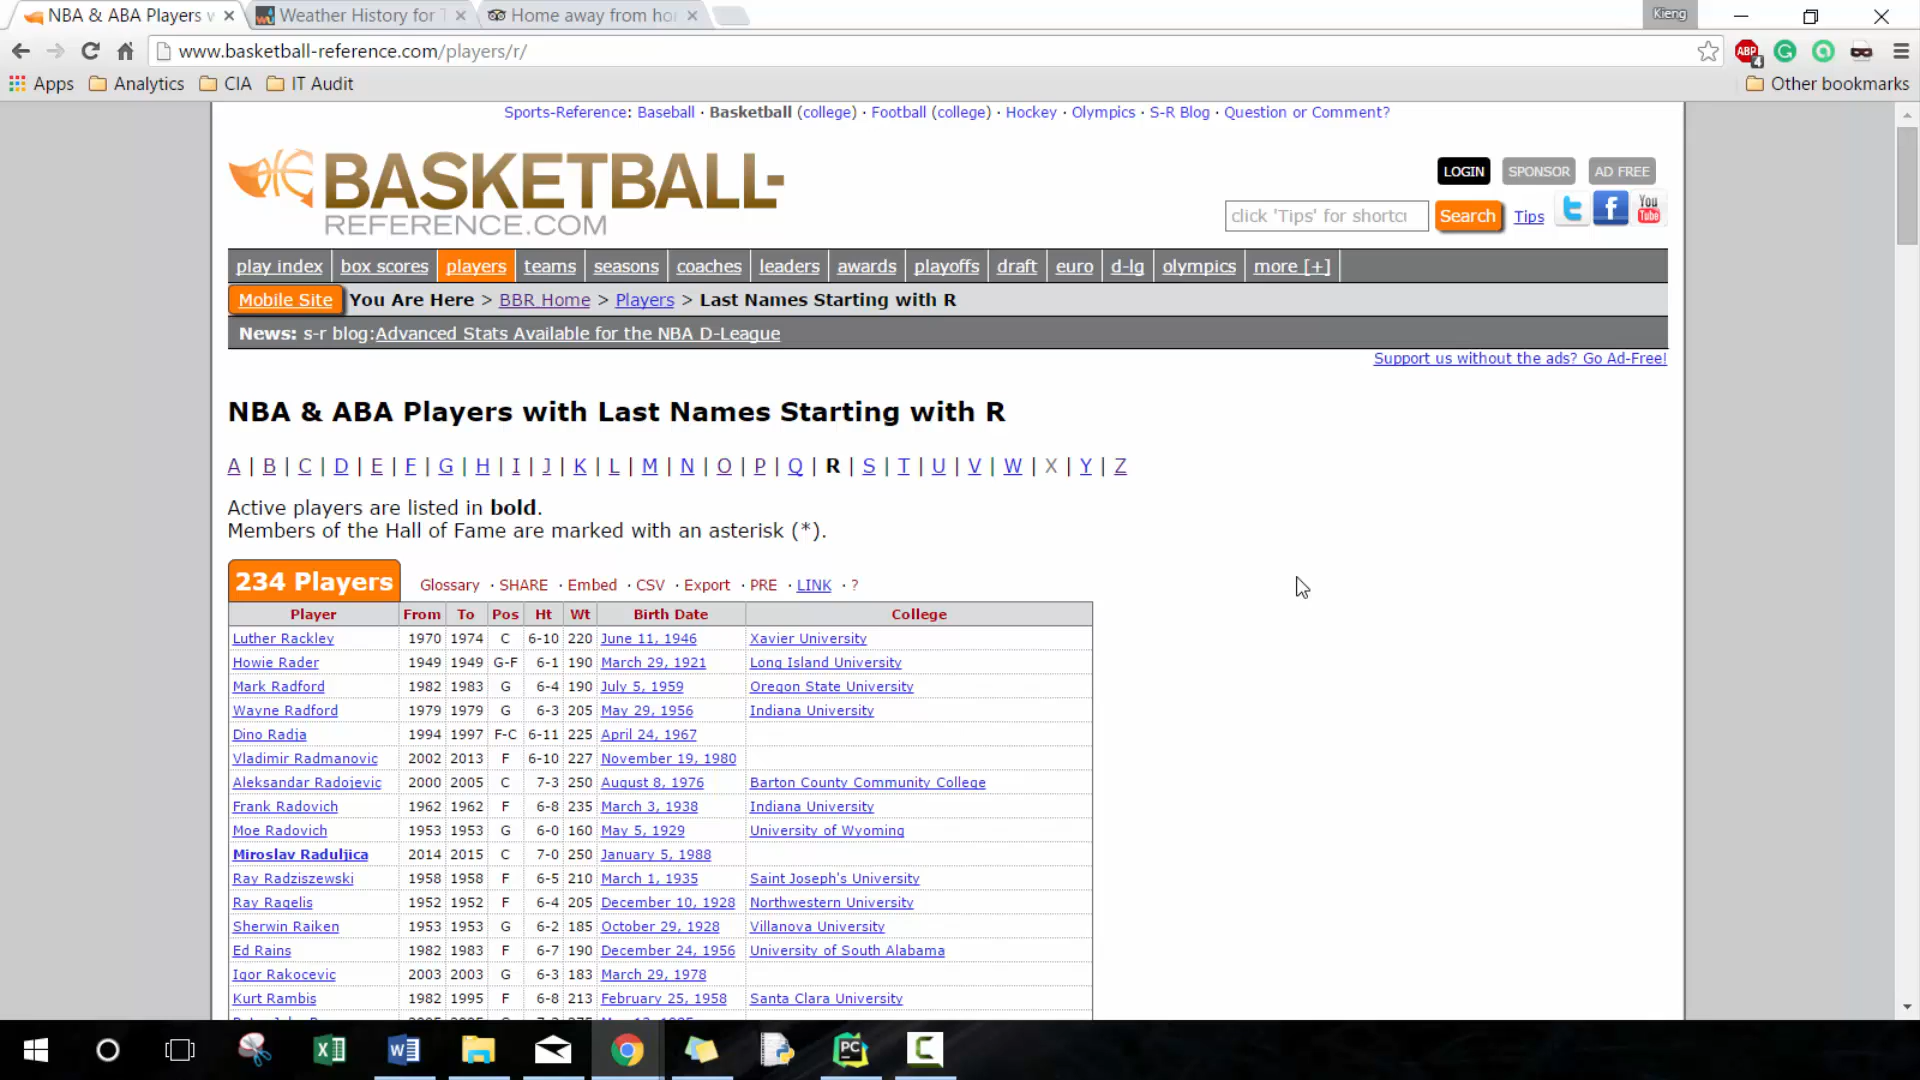 NBA & ABA Players w
Weather History for T
Home away from ho
Kieng
www.basketball-reference.com/players/r/
ABP
4
Apps Analytics CIA IT Audit Other bookmarks
Sports-Reference: Baseball · Basketball (college) · Football (college) · Hockey · Olympics · S-R Blog · Question or Comment?
BASKETBALL-
REFERENCE.COM
LOGIN SPONSOR AD FREE
click 'Tips' for shortcu Search Tips
You Tube
play index box scores players teams seasons coaches leaders awards playoffs draft euro d-lg olympics more [+]
Mobile Site You Are Here > BBR Home > Players > Last Names Starting with R
News: s-r blog:Advanced Stats Available for the NBA D-League
Support us without the ads? Go Ad-Free!
NBA & ABA Players with Last Names Starting with R
A | B | C | D | E | F | G | H | I | J | K | L | M | N | O | P | Q | R | S | T | U | V | W | X | Y | Z
Active players are listed in bold.
Members of the Hall of Fame are marked with an asterisk (*).
234 Players Glossary · SHARE · Embed · CSV · Export · PRE · LINK · ?
Player From To Pos Ht Wt Birth Date College
Luther Rackley 1970 1974 C 6-10 220 June 11, 1946 Xavier University
Howie Rader 1949 1949 G-F 6-1 190 March 29, 1921 Long Island University
Mark Radford 1982 1983 G 6-4 190 July 5, 1959 Oregon State University
Wayne Radford 1979 1979 G 6-3 205 May 29, 1956 Indiana University
Dino Radja 1994 1997 F-C 6-11 225 April 24, 1967
Vladimir Radmanovic 2002 2013 F 6-10 227 November 19, 1980
Aleksandar Radojevic 2000 2005 C 7-3 250 August 8, 1976 Barton County Community College
Frank Radovich 1962 1962 F 6-8 235 March 3, 1938 Indiana University
Moe Radovich 1953 1953 G 6-0 160 May 5, 1929 University of Wyoming
Miroslav Raduljica 2014 2015 C 7-0 250 January 5, 1988
Ray Radziszewski 1958 1958 F 6-5 210 March 1, 1935 Saint Joseph's University
Ray Ragelis 1952 1952 F 6-4 205 December 10, 1928 Northwestern University
Sherwin Raiken 1953 1953 G 6-2 185 October 29, 1928 Villanova University
Ed Rains 1982 1983 F 6-7 190 December 24, 1956 University of South Alabama
Igor Rakocevic 2003 2003 G 6-3 183 March 29, 1978
Kurt Rambis 1982 1995 F 6-8 213 February 25, 1958 Santa Clara University